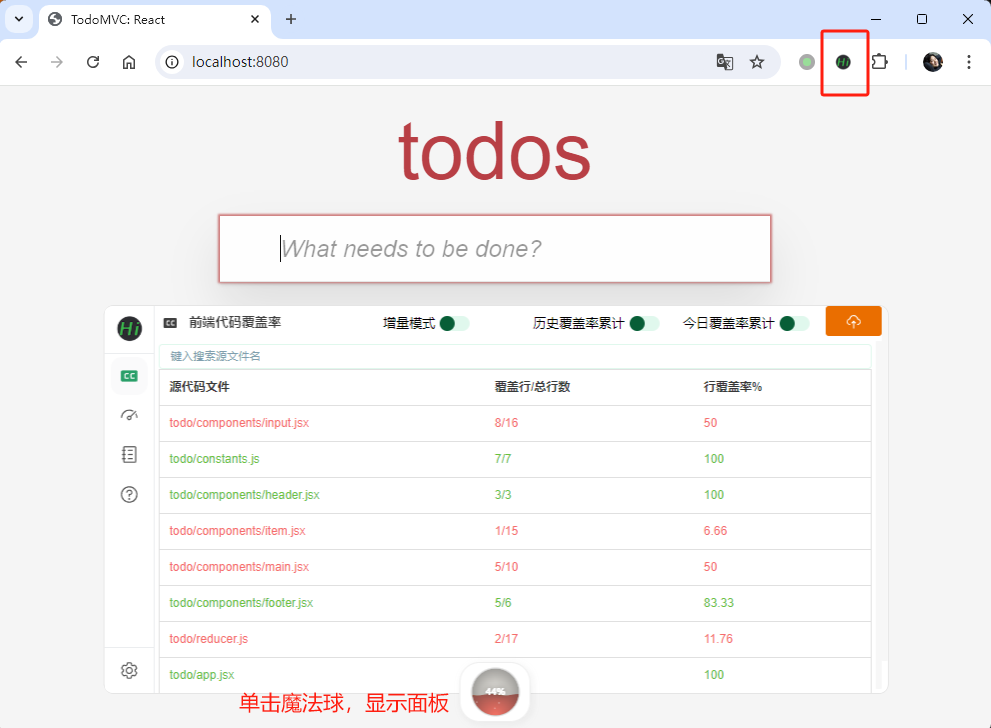 TodoMVC: React
localhost:8080
Hi
todos
What needs to be done?
Hi
CC 前端代码覆盖率 增量模式 历史覆盖率累计 今日覆盖率累计
键入搜索源文件名
CC
源代码文件 覆盖行/总行数 行覆盖率%
todo/components/input.jsx 8/16 50
todo/constants.js 7/7 100
todo/components/header.jsx 3/3 100
todo/components/item.jsx 1/15 6.66
todo/components/main.jsx 5/10 50
todo/components/footer.jsx 5/6 83.33
todo/reducer.js 2/17 11.76
todo/app.jsx 100
44%
单击魔法球，显示面板